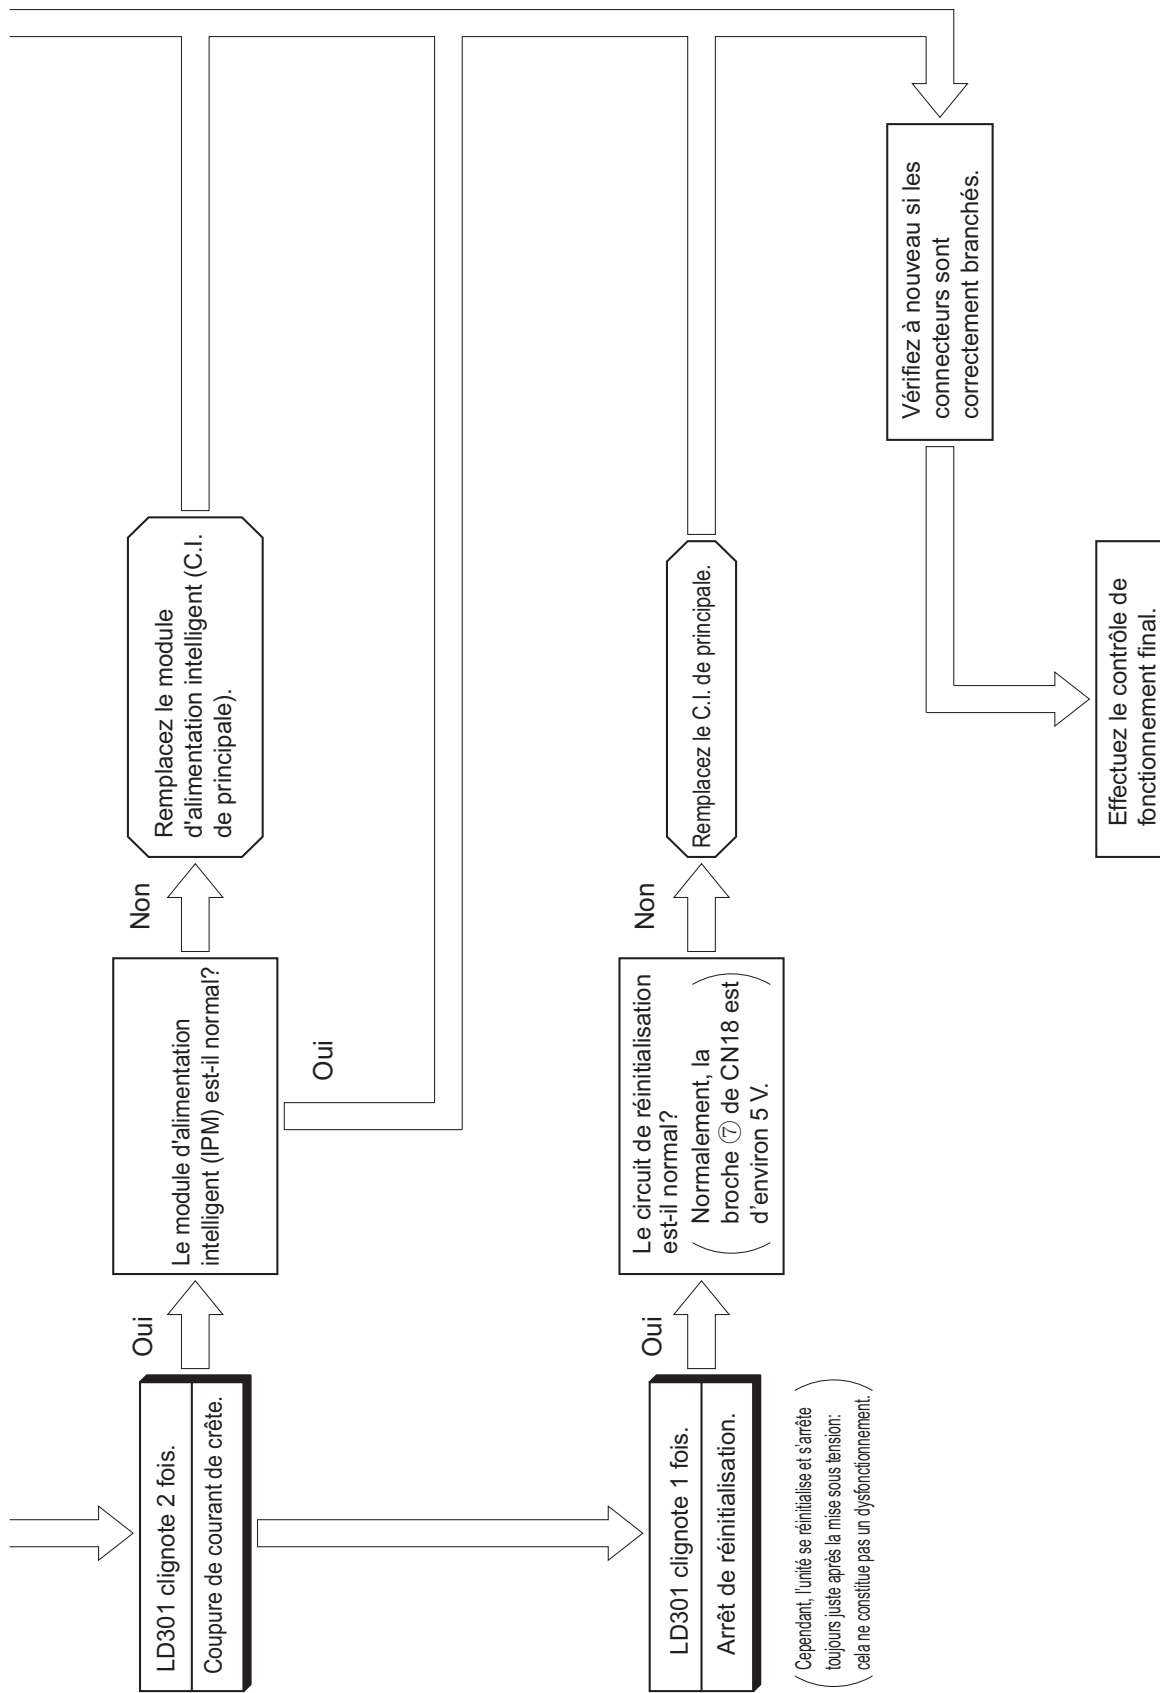 LD301 clignote 2 fois.
Coupure de courant de crête.
Oui
Le module d'alimentation
intelligent (IPM) est-il normal?
Non
Remplacez le module
d'alimentation intelligent (C.I.
de principale).
Oui
LD301 clignote 1 fois.
Arrêt de réinitialisation.
Cependant, l'unité se réinitialise et s'arrête
toujours juste après la mise sous tension:
cela ne constitue pas un dysfonctionnement.
Oui
Le circuit de réinitialisation
est-il normal?
Normalement, la
broche ⑦ de CN18 est
d’environ 5 V.
Non
Remplacez le C.I. de principale.
Vérifiez à nouveau si les
connecteurs sont
correctement branchés.
Effectuez le contrôle de
fonctionnement final.